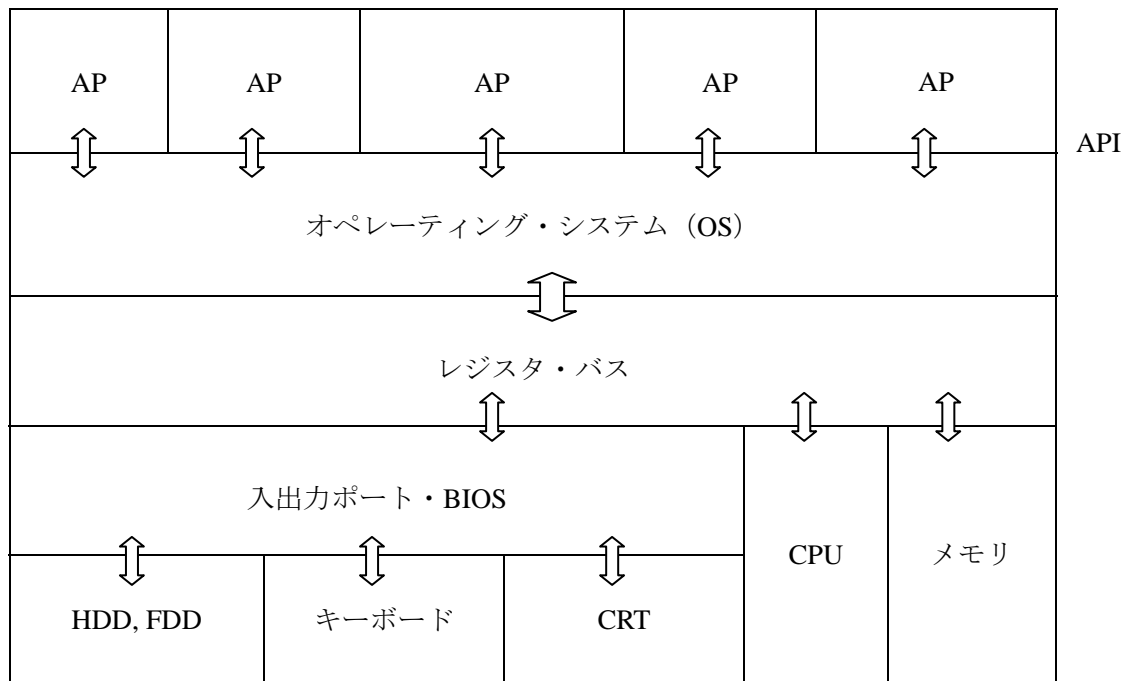 AP AP AP AP AP
API
オペレーティング・システム（OS）
レジスタ・バス
入出力ポート・BIOS
CPU メモリ
HDD, FDD キーボード CRT